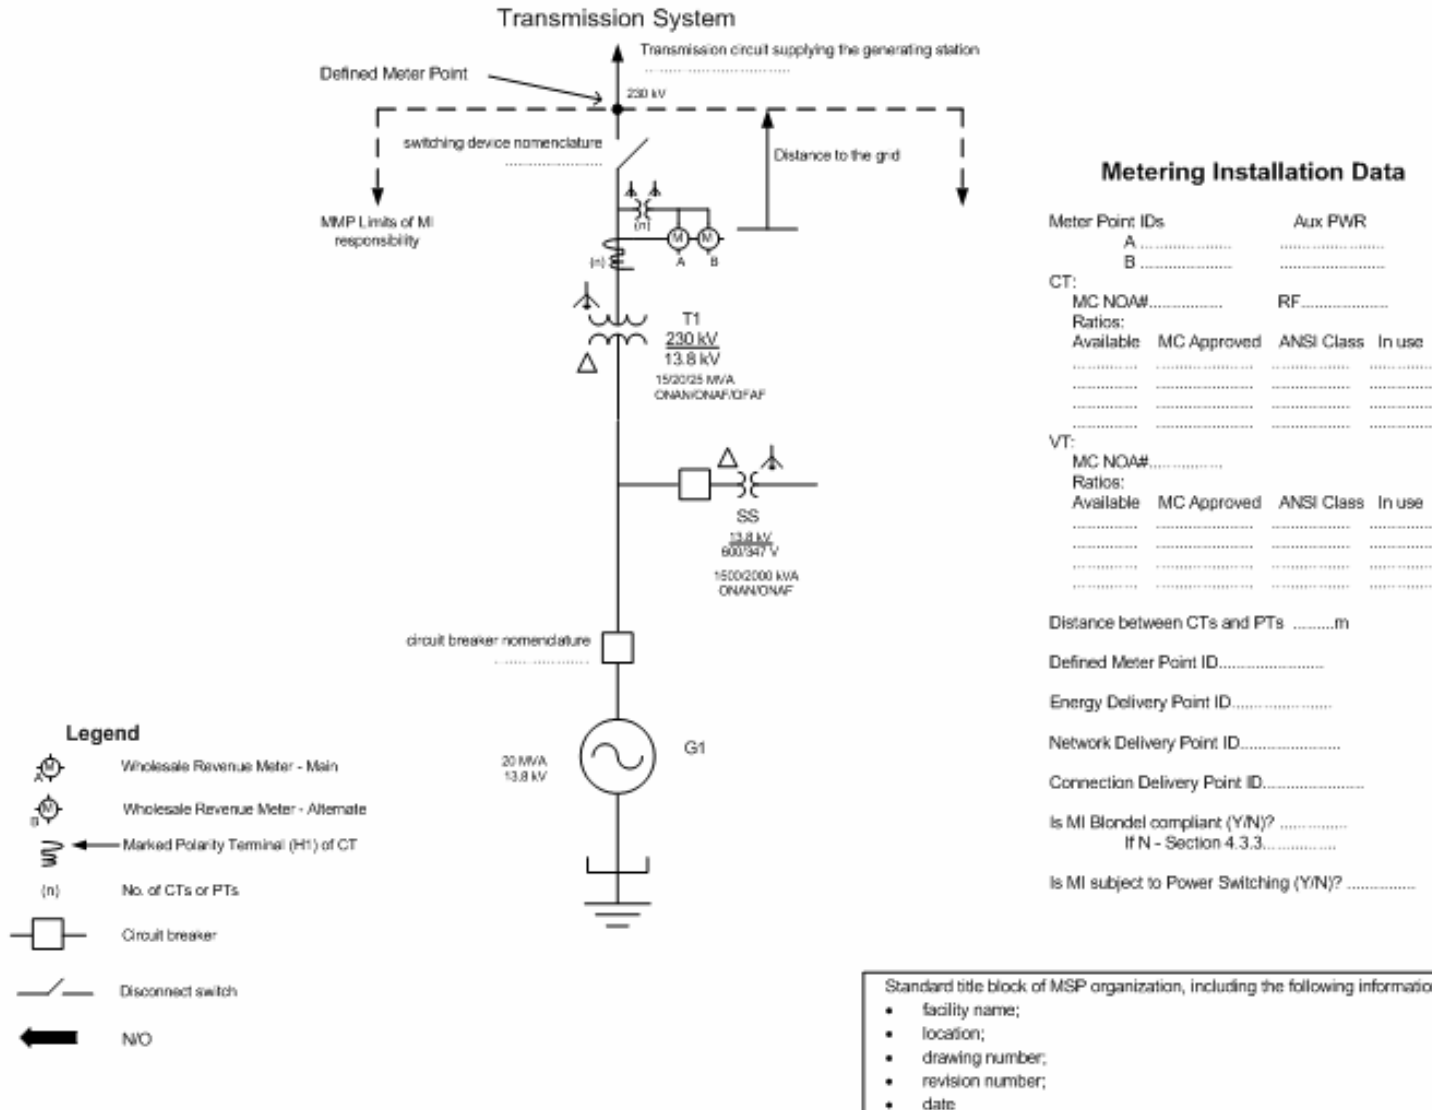 Transmission System
Transmission circuit supplying the generating station
Defined Meter Point
230 kV
switching device nomenclature
Distance to the grid
MMP Limits of MI
responsibility
(n)
M
M
(n)
A
B
T1
230 kV
13.8 kV
15/20/25 MVA
ONAN/ONAF/OFAF
SS
13.8 kV
600/347 V
1500/2000 kVA
ONAN/ONAF
circuit breaker nomenclature
G1
20 MVA
13.8 kV
Legend
M
A
Wholesale Revenue Meter - Main
M
B
Wholesale Revenue Meter - Alternate
Marked Polarity Terminal (H1) of CT
(n)
No. of CTs or PTs
Circuit breaker
Disconnect switch
N/O
Metering Installation Data
Meter Point IDs Aux PWR
A ....................
B ....................
CT:
MC NOA#................ RF...................
Ratios:
Available MC Approved ANSI Class In use
VT:
MC NOA#................
Ratios:
Available MC Approved ANSI Class In use
Distance between CTs and PTs .........m
Defined Meter Point ID.......................
Energy Delivery Point ID......................
Network Delivery Point ID......................
Connection Delivery Point ID......................
Is MI Blondel compliant (Y/N)? ...............
If N - Section 4.3.3................
Is MI subject to Power Switching (Y/N)? ...............
Standard title block of MSP organization, including the following informatio
• facility name;
• location;
• drawing number;
• revision number;
• date